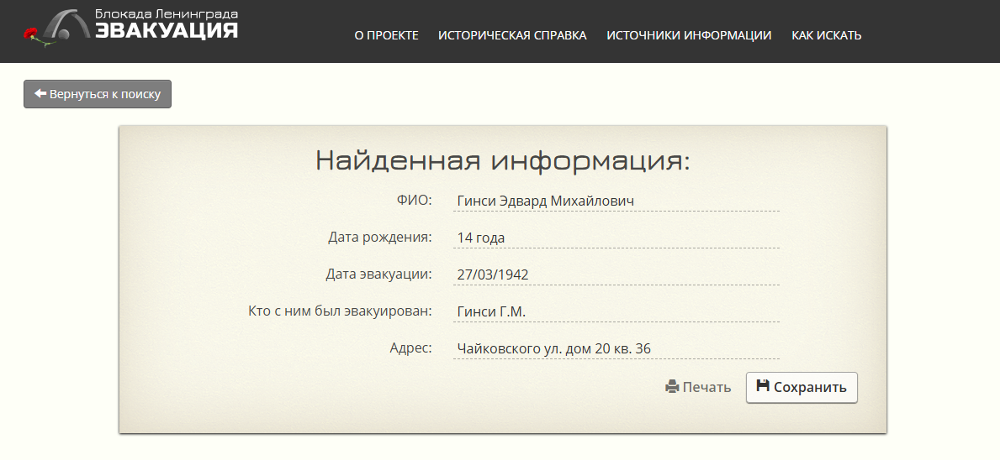 Блокада Ленинграда
ЭВАКУАЦИЯ
О ПРОЕКТЕ ИСТОРИЧЕСКАЯ СПРАВКА ИСТОЧНИКИ ИНФОРМАЦИИ КАК ИСКАТЬ
Вернуться к поиску
Найденная информация:
ФИО: Гинси Эдвард Михайлович
Дата рождения: 14 года
Дата эвакуации: 27/03/1942
Кто с ним был эвакуирован: Гинси Г.М.
Адрес: Чайковского ул. дом 20 кв. 36
Печать Сохранить